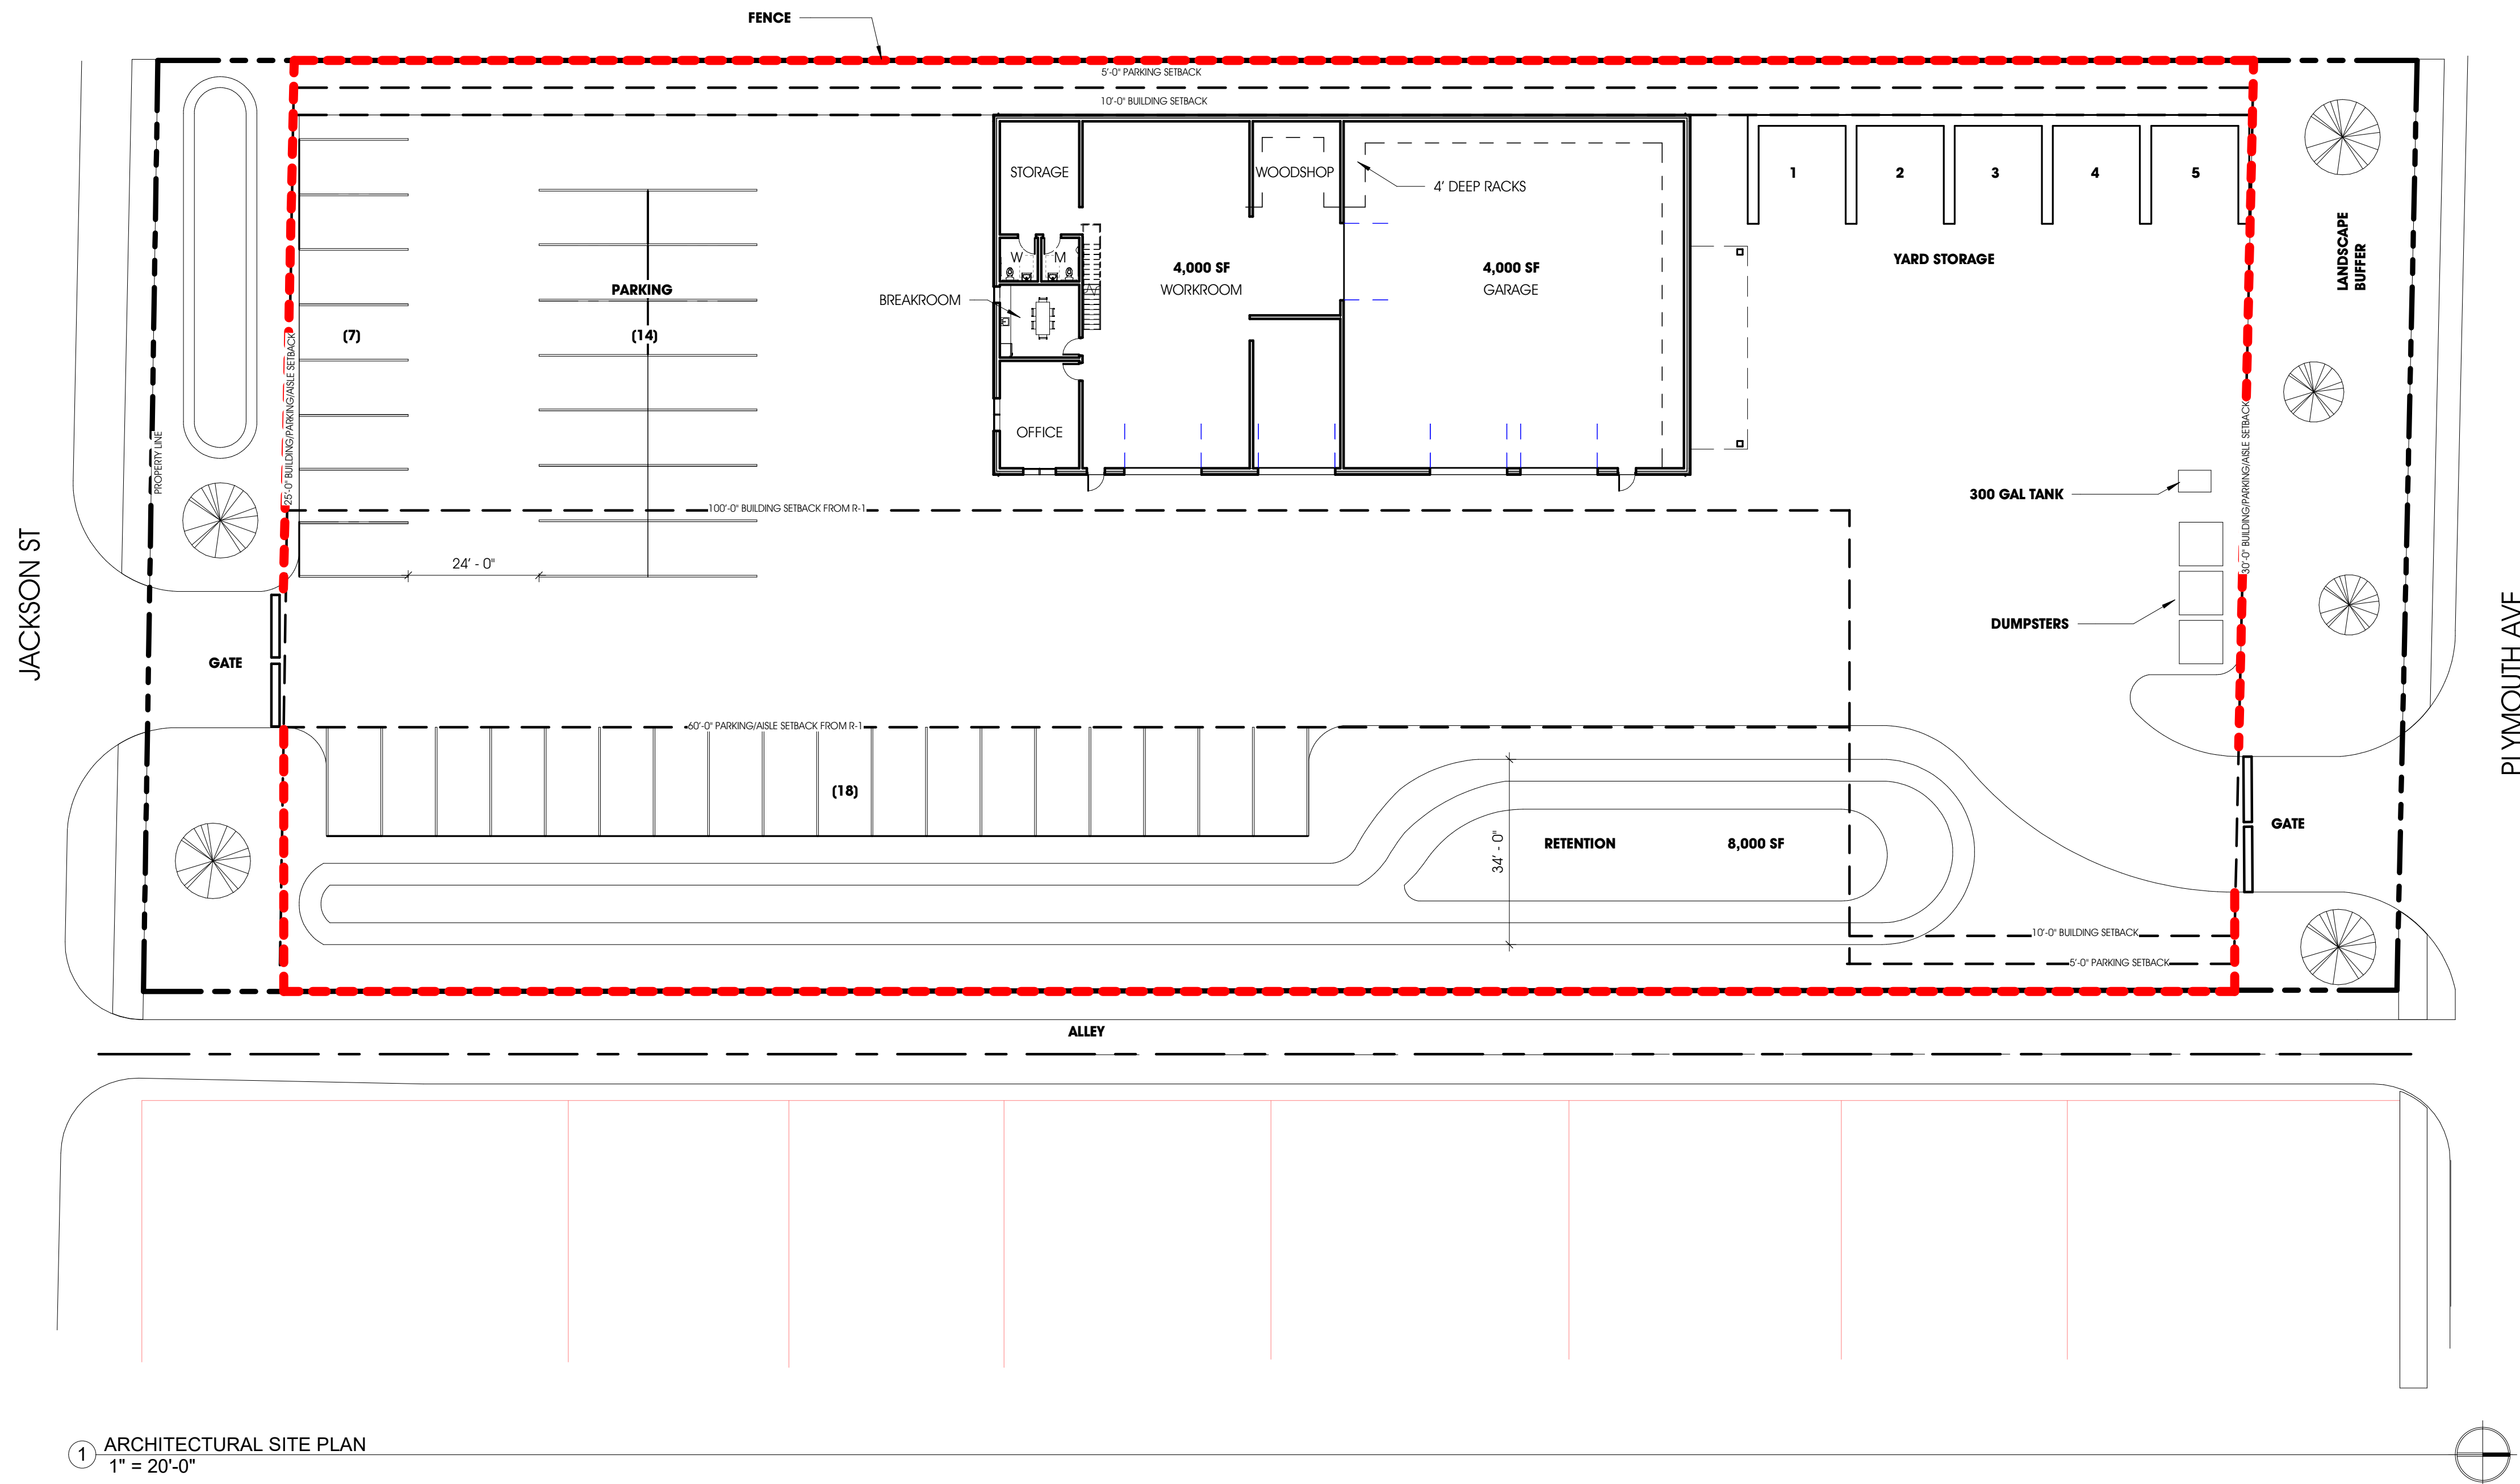 FENCE
5'-0" PARKING SETBACK
10'-0" BUILDING SETBACK
STORAGE
WOODSHOP
4' DEEP RACKS
1
2
3
4
5
LANDSCAPE
BUFFER
W
M
4,000 SF
WORKROOM
4,000 SF
GARAGE
YARD STORAGE
PARKING
BREAKROOM
(7)
(14)
25'-0" BUILDING/PARKING/AISLE SETBACK
PROPERTY LINE
OFFICE
30'-0" BUILDING/PARKING/AISLE SETBACK
300 GAL TANK
100'-0" BUILDING SETBACK FROM R-1
JACKSON ST
24' - 0"
DUMPSTERS
PLYMOUTH AVE
GATE
60'-0" PARKING/AISLE SETBACK FROM R-1
(18)
34' - 0"
RETENTION
8,000 SF
GATE
10'-0" BUILDING SETBACK
5'-0" PARKING SETBACK
ALLEY
1
ARCHITECTURAL SITE PLAN
1" = 20'-0"